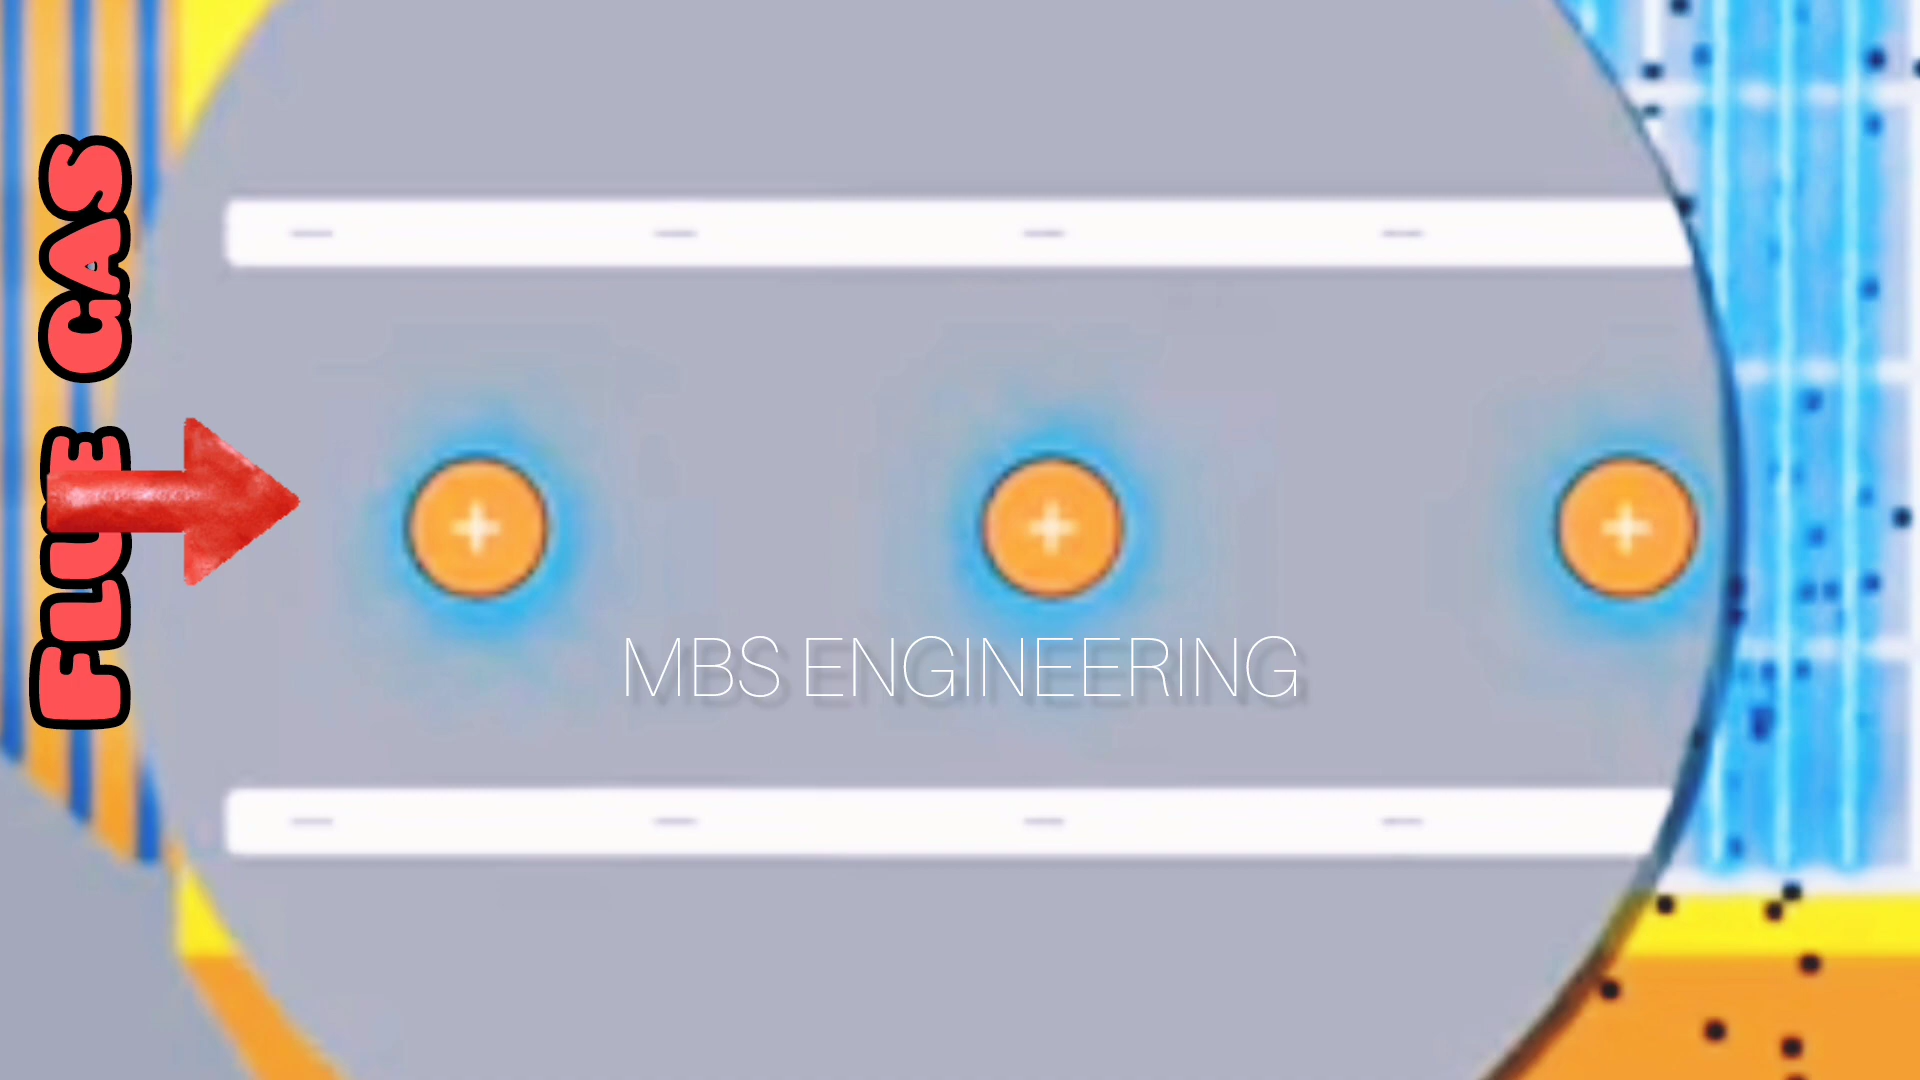 FLUE GAS
+ + +
MBS ENGINEERING